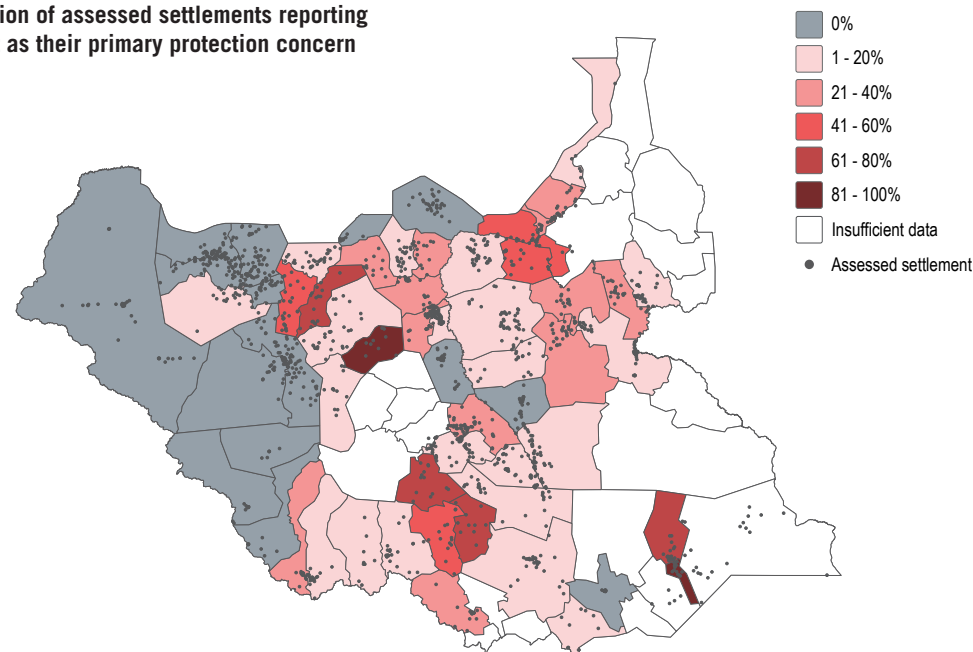 of assessed settlements reporting
as their primary protection concern
0%
1 - 20%
21 - 40%
41 - 60%
61 - 80%
81 - 100%
Insufficient data
Assessed settlement